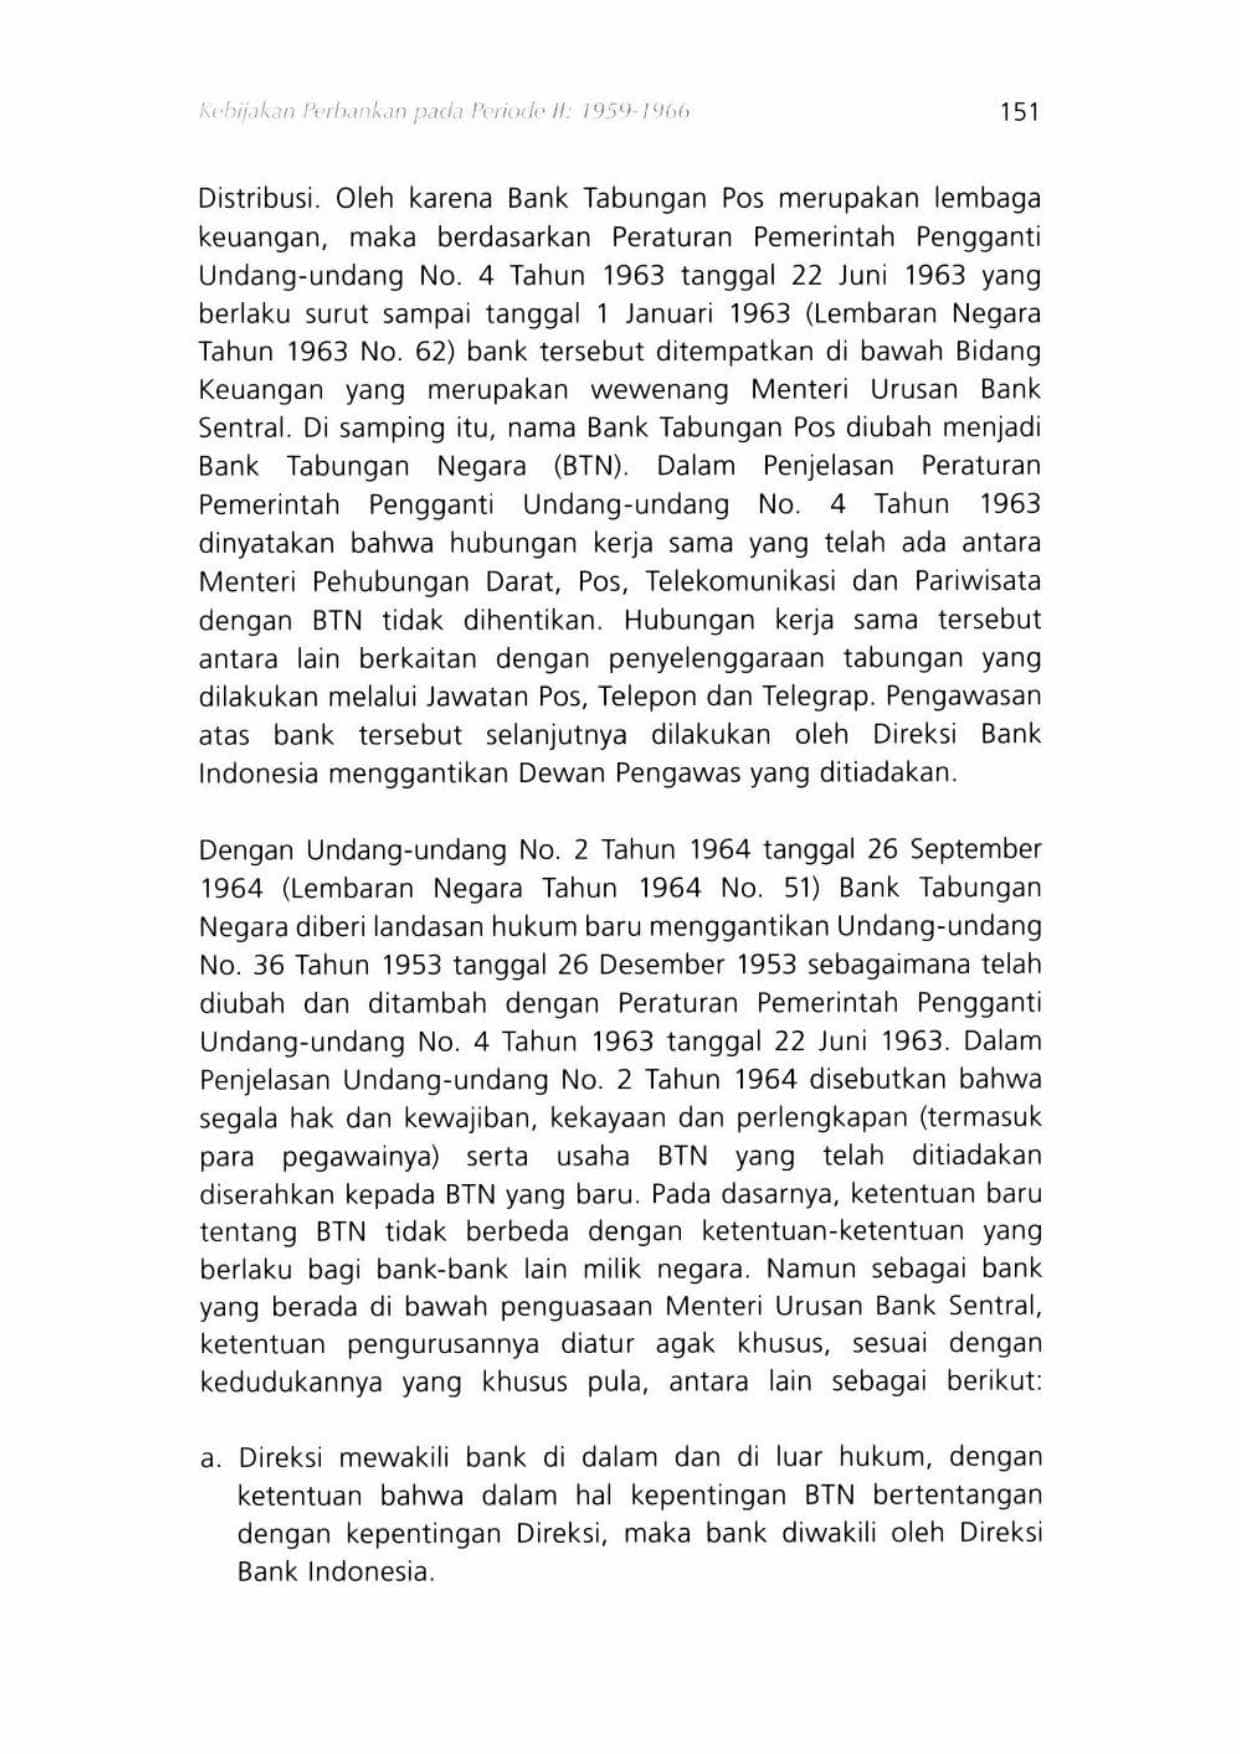 Kebijakan Perbankan pada Periode II: 1959-1966 151
Distribusi. Oleh karena Bank Tabungan Pos merupakan lembaga
keuangan, maka berdasarkan Peraturan Pemerintah Pengganti
Undang-undang No. 4 Tahun 1963 tanggal 22 Juni 1963 yang
berlaku surut sampai tanggal 1 Januari 1963 (Lembaran Negara
Tahun 1963 No. 62) bank tersebut ditempatkan di bawah Bidang
Keuangan yang merupakan wewenang Menteri Urusan Bank
Sentral. Di samping itu, nama Bank Tabungan Pos diubah menjadi
Bank Tabungan Negara (BTN). Dalam Penjelasan Peraturan
Pemerintah Pengganti Undang-undang No. 4 Tahun 1963
dinyatakan bahwa hubungan kerja sama yang telah ada antara
Menteri Pehubungan Darat, Pos, Telekomunikasi dan Pariwisata
dengan BTN tidak dihentikan. Hubungan kerja sama tersebut
antara lain berkaitan dengan penyelenggaraan tabungan yang
dilakukan melalui Jawatan Pos, Telepon dan Telegrap. Pengawasan
atas bank tersebut selanjutnya dilakukan oleh Direksi Bank
Indonesia menggantikan Dewan Pengawas yang ditiadakan.
Dengan Undang-undang No. 2 Tahun 1964 tanggal 26 September
1964 (Lembaran Negara Tahun 1964 No. 51) Bank Tabungan
Negara diberi landasan hukum baru menggantikan Undang-undang
No. 36 Tahun 1953 tanggal 26 Desember 1953 sebagaimana telah
diubah dan ditambah dengan Peraturan Pemerintah Pengganti
Undang-undang No. 4 Tahun 1963 tanggal 22 Juni 1963. Dalam
Penjelasan Undang-undang No. 2 Tahun 1964 disebutkan bahwa
segala hak dan kewajiban, kekayaan dan perlengkapan (termasuk
para pegawainya) serta usaha BTN yang telah ditiadakan
diserahkan kepada BTN yang baru. Pada dasarnya, ketentuan baru
tentang BTN tidak berbeda dengan ketentuan-ketentuan yang
berlaku bagi bank-bank lain milik negara. Namun sebagai bank
yang berada di bawah penguasaan Menteri Urusan Bank Sentral,
ketentuan pengurusannya diatur agak khusus, sesuai dengan
kedudukannya yang khusus pula, antara lain sebagai berikut:
a. Direksi mewakili bank di dalam dan di luar hukum, dengan
ketentuan bahwa dalam hal kepentingan BTN bertentangan
dengan kepentingan Direksi, maka bank diwakili oleh Direksi
Bank Indonesia.